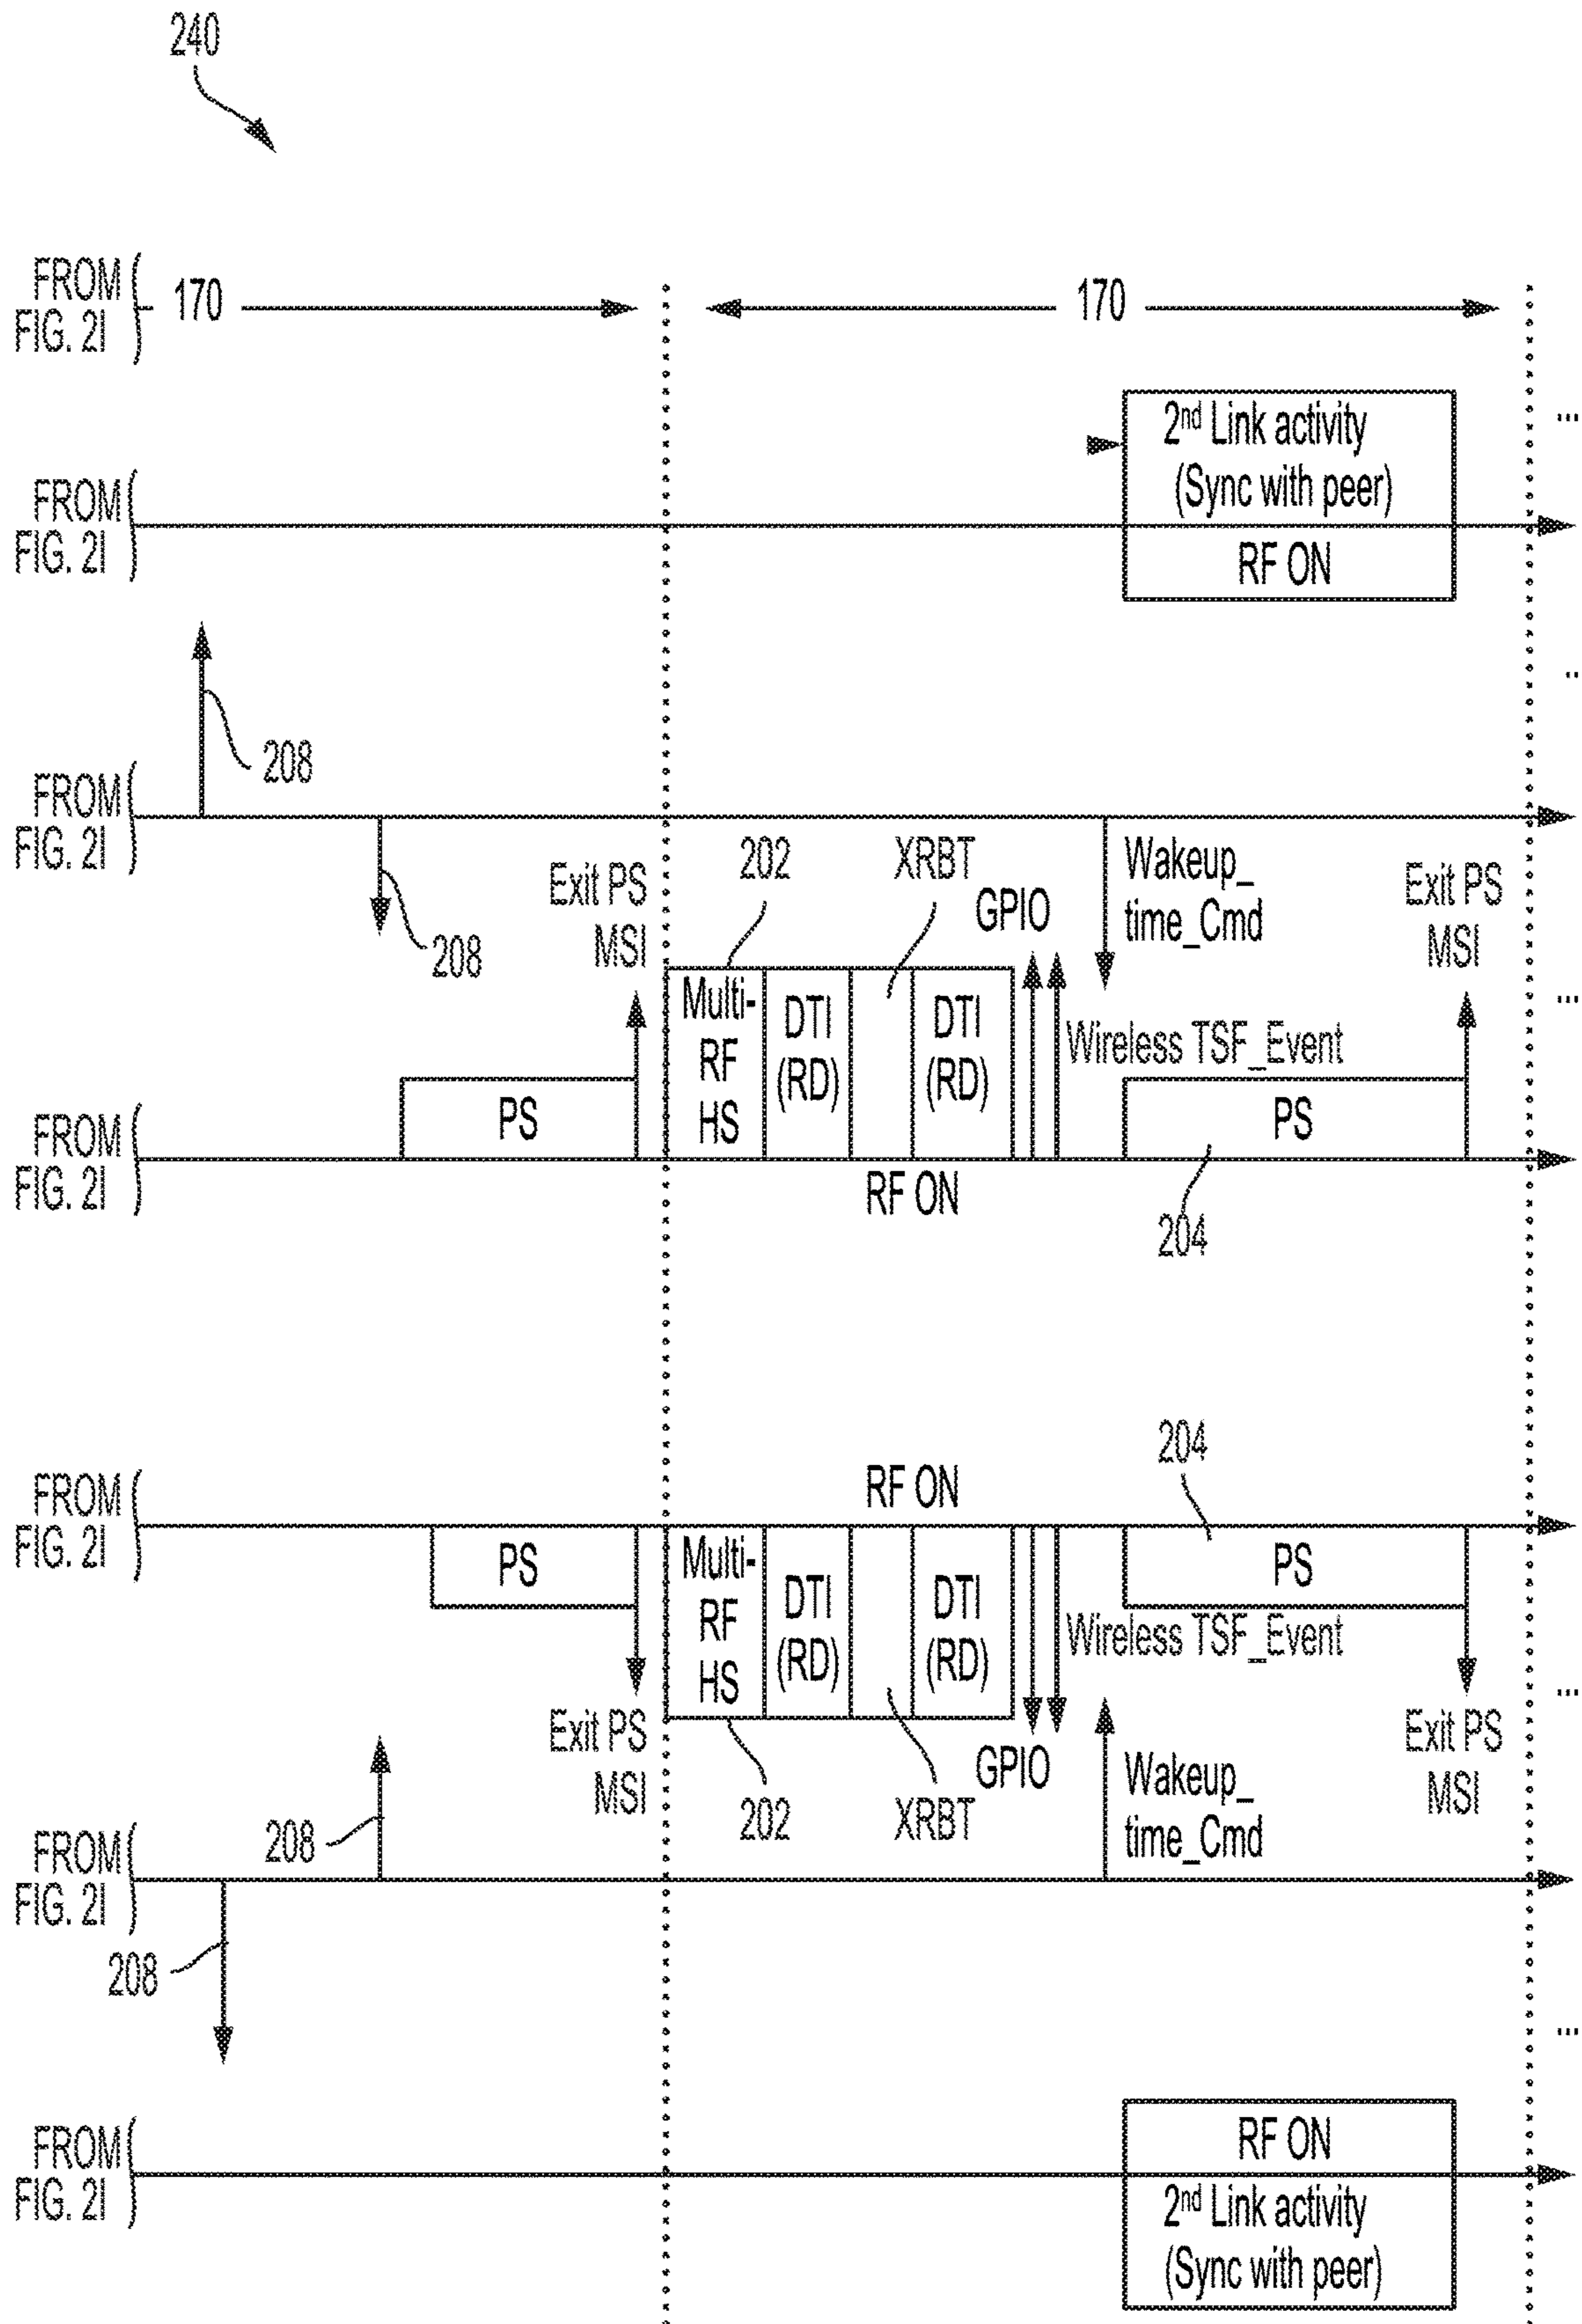 240
FROM
FIG. 2I
170
170
2nd Link activity
(Sync with peer)
...
FROM
FIG. 2I
RF ON
..
208
FROM
FIG. 2I
208
Exit PS
MSI
202
XRBT
GPIO
Wakeup_
time_Cmd
Exit PS
MSI
Multi-
RF
HS
DTI
(RD)
DTI
(RD)
Wireless TSF_Event
...
PS
PS
FROM
FIG. 2I
RF ON
204
204
RF ON
FROM
FIG. 2I
PS
Multi-
RF
HS
DTI
(RD)
DTI
(RD)
PS
Wireless TSF_Event
...
Exit PS
MSI
202
XRBT
GPIO
Wakeup_
time_Cmd
Exit PS
MSI
208
FROM
FIG. 2I
208
...
RF ON
FROM
FIG. 2I
2nd Link activity
(Sync with peer)